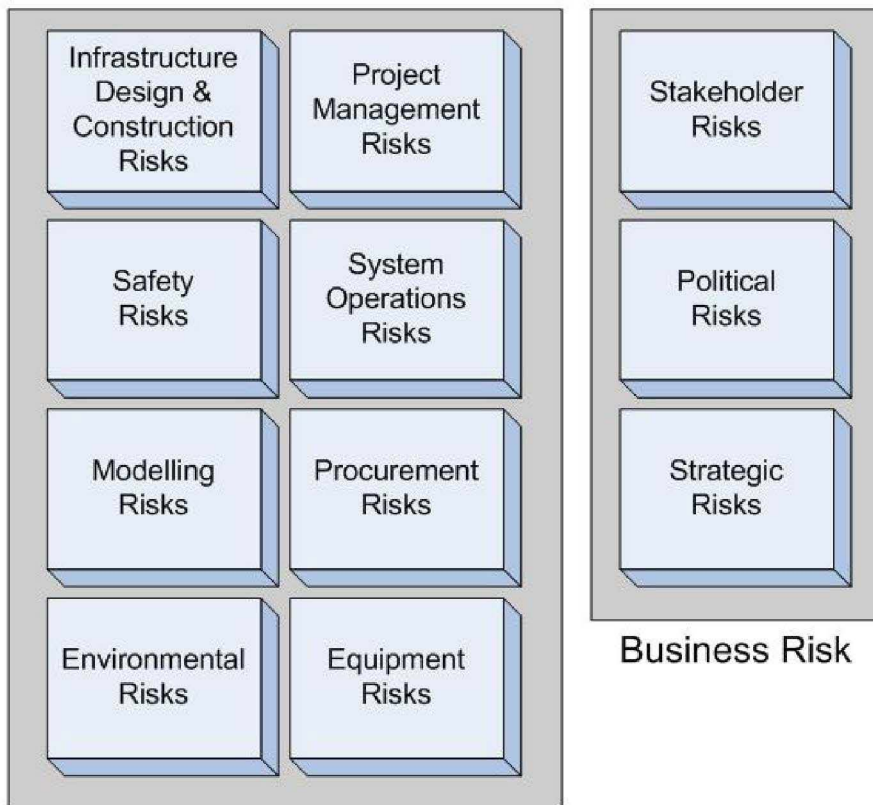 Infrastructure
Design &
Construction
Risks
Project
Management
Risks
Stakeholder
Risks
Safety
Risks
System
Operations
Risks
Political
Risks
Modelling
Risks
Procurement
Risks
Strategic
Risks
Environmental
Risks
Equipment
Risks
Business Risk